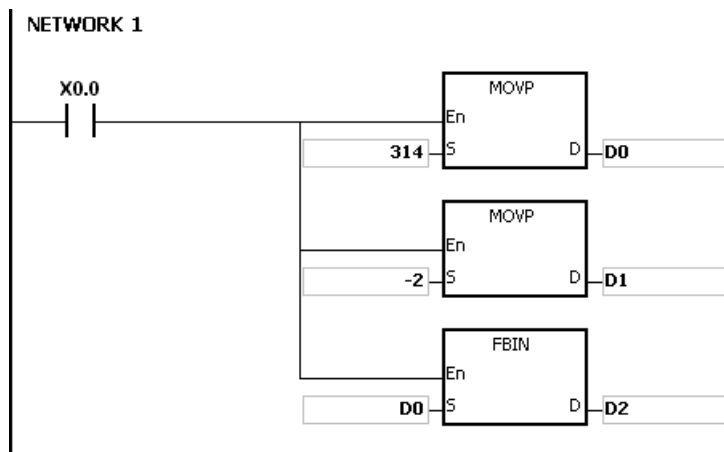 NETWORK 1
X0.0
MOVP
En
314 S D D0
MOVP
En
-2 S D D1
FBIN
En
D0 S D D2